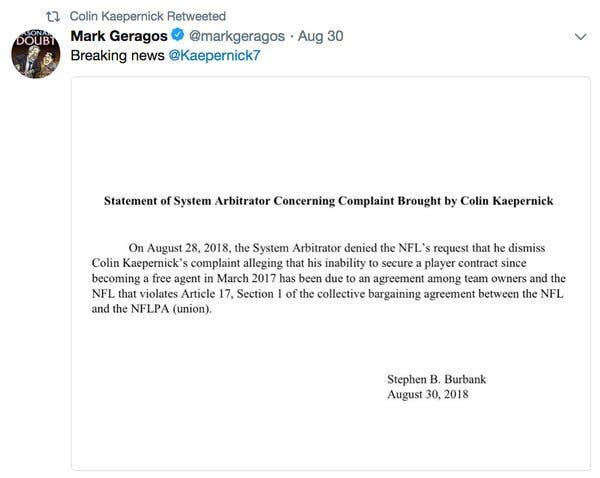 Colin Kaepernick Retweeted
Mark Geragos @markgeragos · Aug 30
DOUBT
Breaking news @Kaepernick7
Statement of System Arbitrator Concerning Complaint Brought by Colin Kaepernick
On August 28, 2018, the System Arbitrator denied the NFL's request that he dismiss
Colin Kaepernick's complaint alleging that his inability to secure a player contract since
becoming a free agent in March 2017 has been due to an agreement among team owners and the
NFL that violates Article 17, Section 1 of the collective bargaining agreement between the NFL
and the NFLPA (union).
Stephen B. Burbank
August 30, 2018